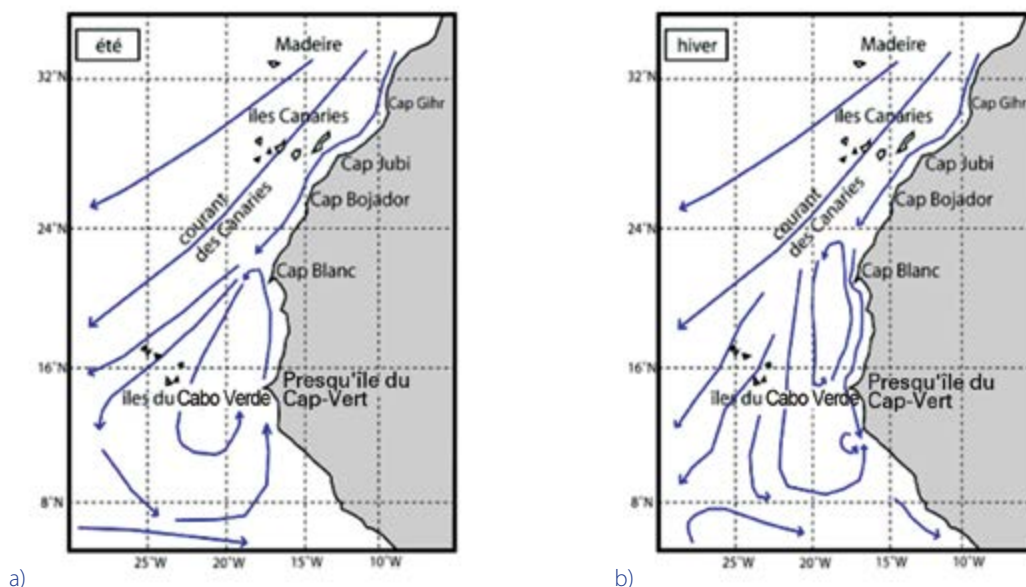 été
Madeire
32°N
Cap Gihr
îles Canaries
Cap Jubi
Cap Bojador
courant
des Canaries
24°N
Cap Blanc
16°N
Presqu'île du
Cap-Vert
îles du Cabo Verde
8°N
25°W 20°W 15°W 10°W
a)
hiver
Madeire
32°N
Cap Gihr
îles Canaries
Cap Jubi
Cap Bojador
courant
des Canaries
24°N
Cap Blanc
16°N
Presqu'île du
Cap-Vert
îles du Cabo Verde
8°N
25°W 20°W 15°W 10°W
b)